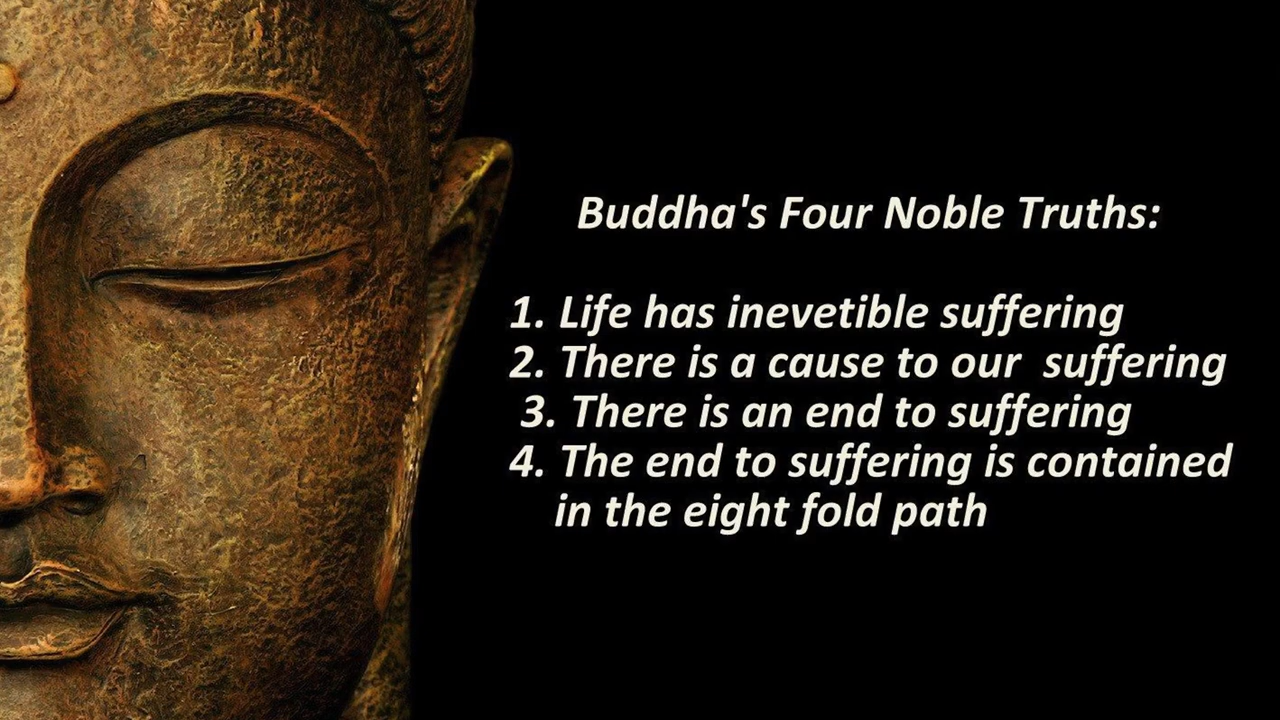 Buddha's Four Noble Truths:
1. Life has inevetible suffering
2. There is a cause to our  suffering
3. There is an end to suffering
4. The end to suffering is contained
in the eight fold path